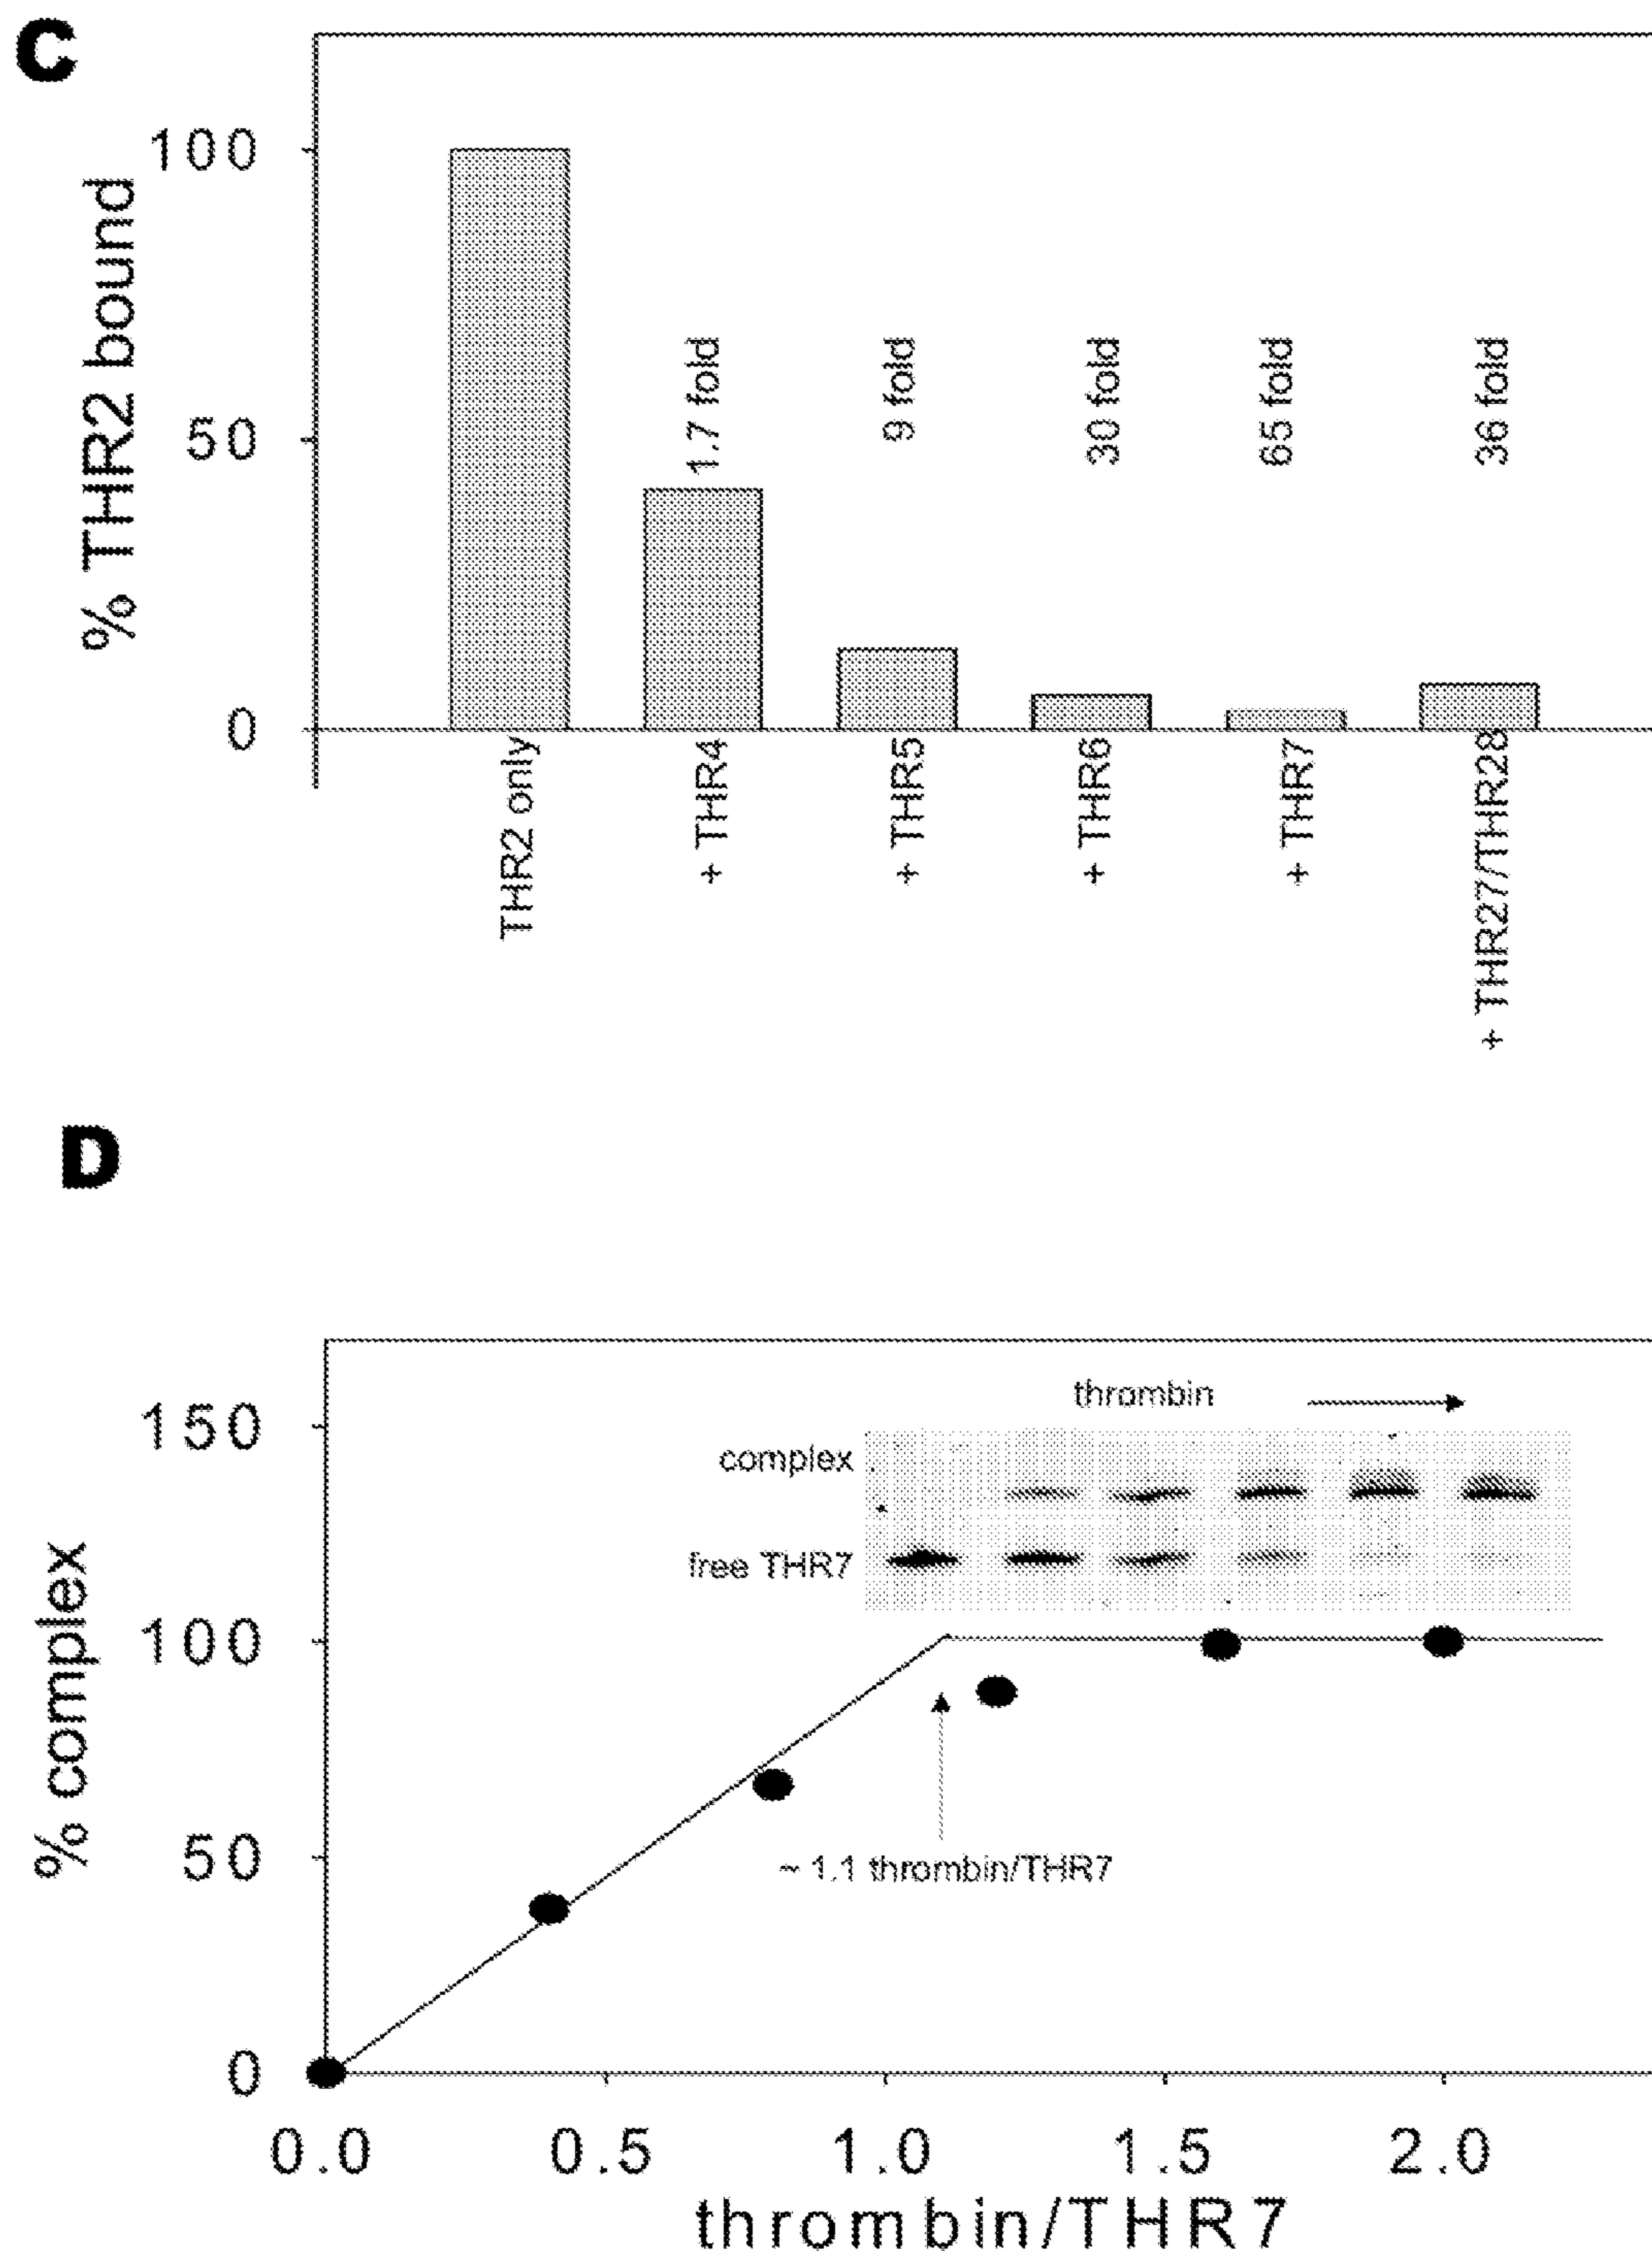 C
% THR2 bound
100
50
0
1.7 fold
9 fold
30 fold
65 fold
36 fold
THR2 only
+ THR4
+ THR5
+ THR6
+ THR7
+ THR27/THR28
D
% complex
150
100
50
0
thrombin
complex
free THR7
~ 1.1 thrombin/THR7
0.0 0.5 1.0 1.5 2.0
thrombin/THR7